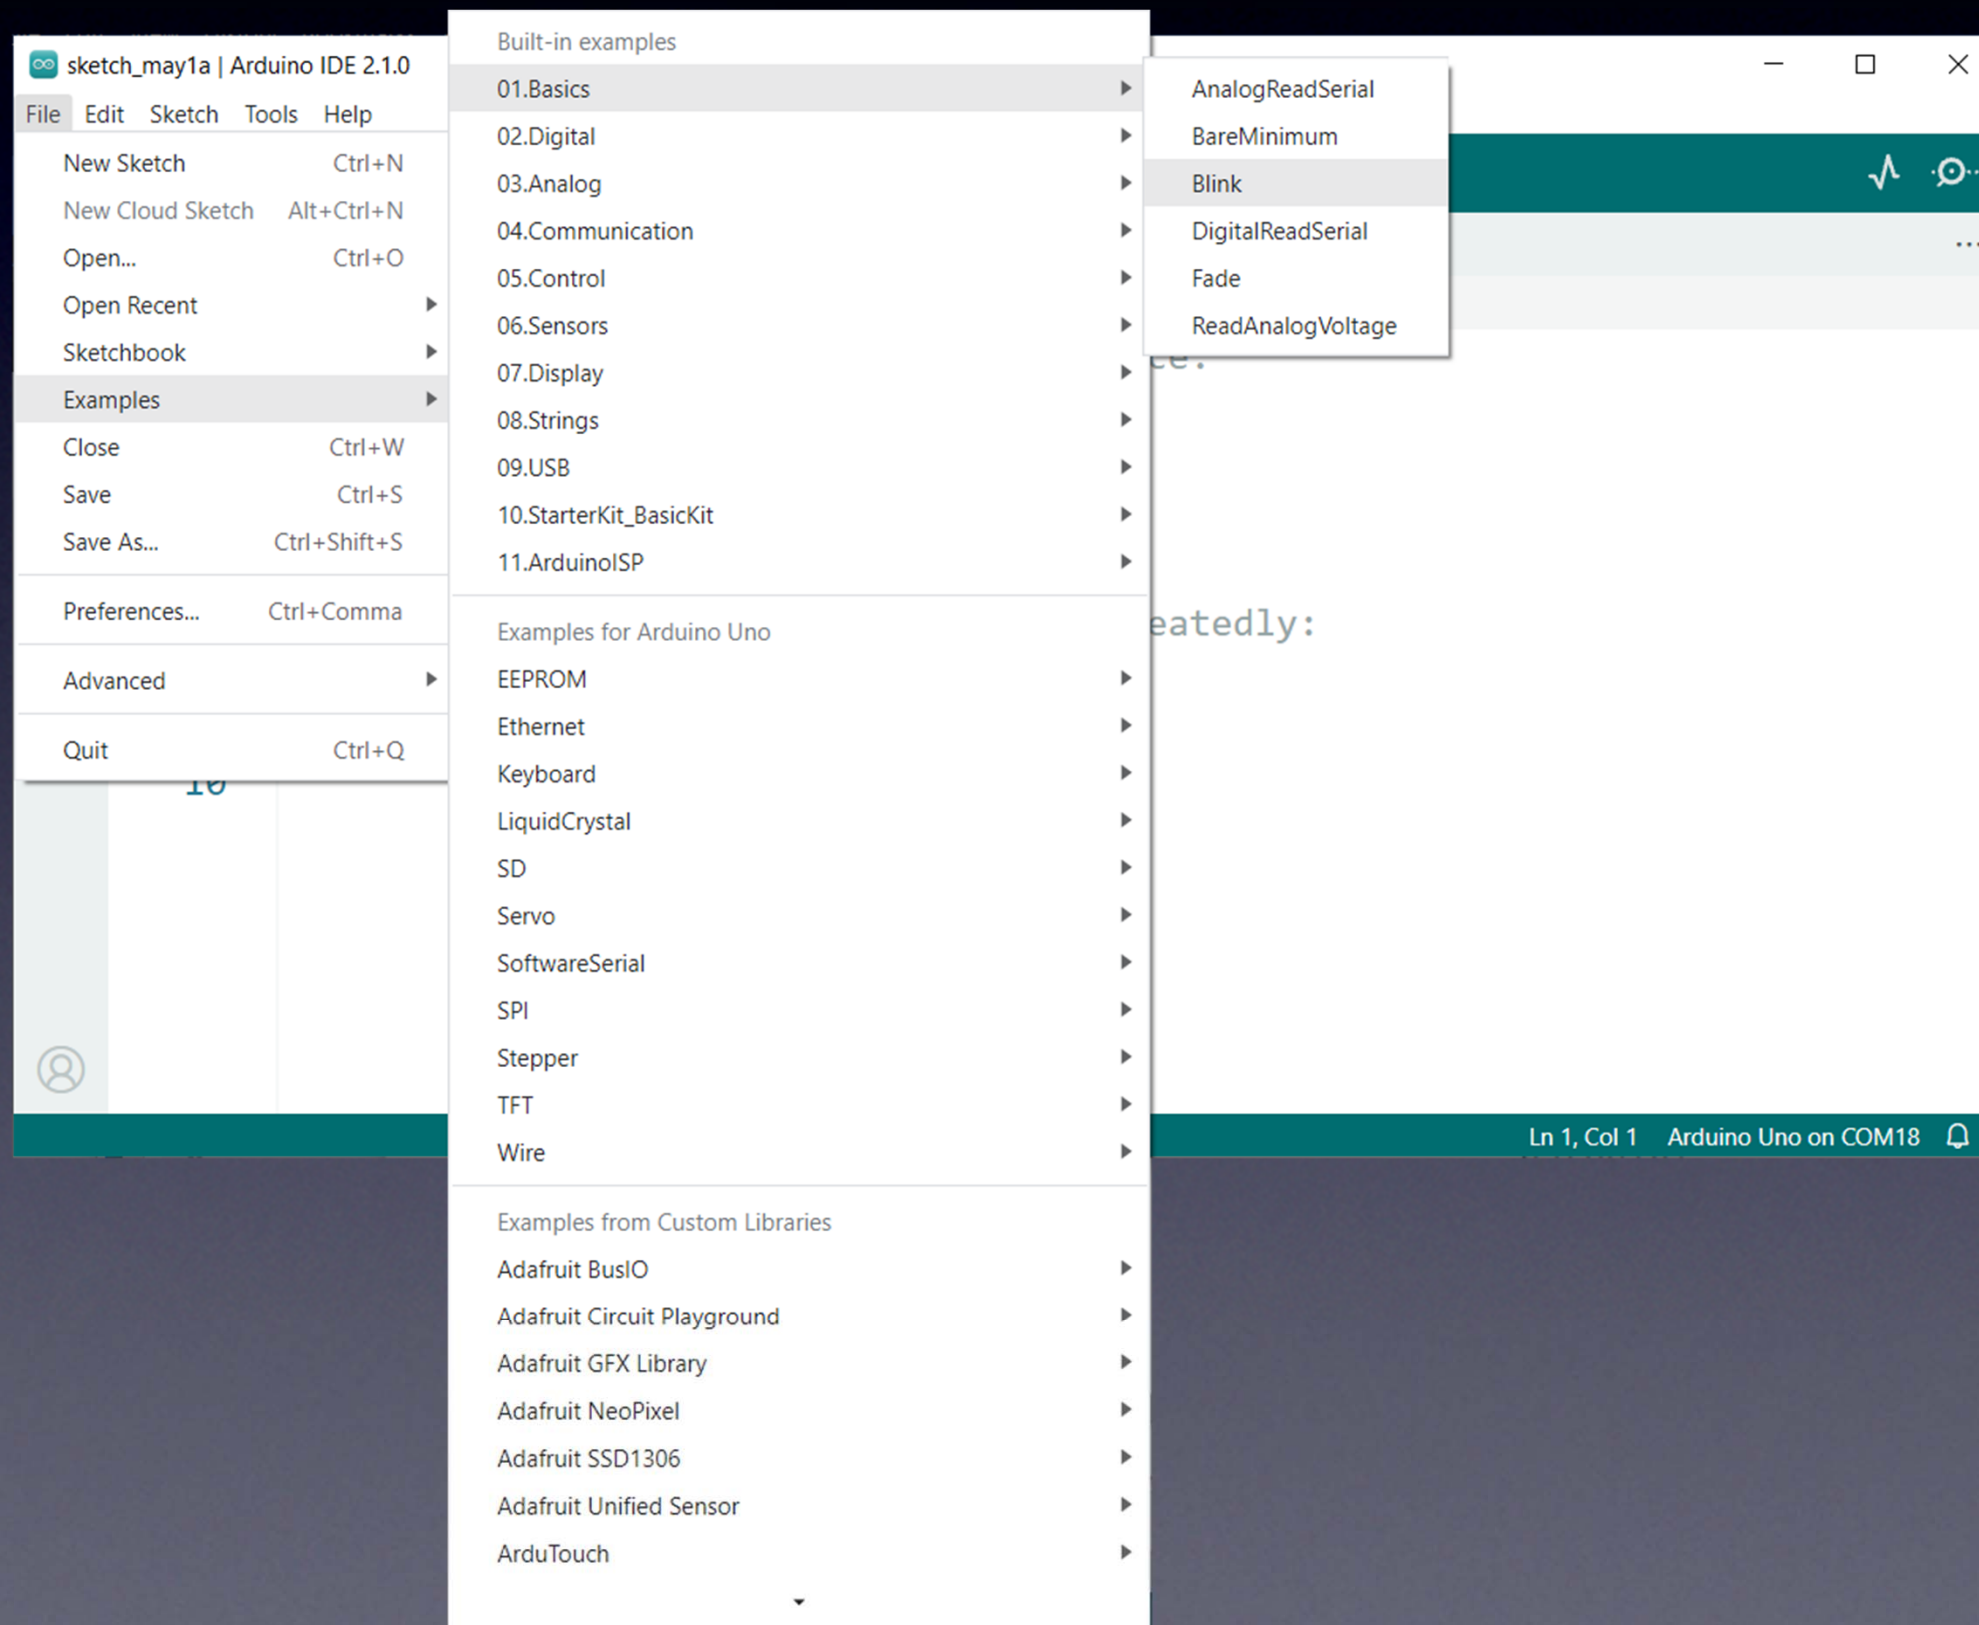 sketch_may1a | Arduino IDE 2.1.0
File Edit Sketch Tools Help
New Sketch Ctrl+N
New Cloud Sketch Alt+Ctrl+N
Open... Ctrl+O
Open Recent
Sketchbook
Examples
Close Ctrl+W
Save Ctrl+S
Save As... Ctrl+Shift+S
Preferences... Ctrl+Comma
Advanced
Quit Ctrl+Q
10
Built-in examples
01.Basics
02.Digital
03.Analog
04.Communication
05.Control
06.Sensors
07.Display
08.Strings
09.USB
10.StarterKit_BasicKit
11.ArduinoISP
Examples for Arduino Uno
EEPROM
Ethernet
Keyboard
LiquidCrystal
SD
Servo
SoftwareSerial
SPI
Stepper
TFT
Wire
Examples from Custom Libraries
Adafruit BusIO
Adafruit Circuit Playground
Adafruit GFX Library
Adafruit NeoPixel
Adafruit SSD1306
Adafruit Unified Sensor
ArduTouch
AnalogReadSerial
BareMinimum
Blink
DigitalReadSerial
Fade
ReadAnalogVoltage
eatedly:
Ln 1, Col 1 Arduino Uno on COM18